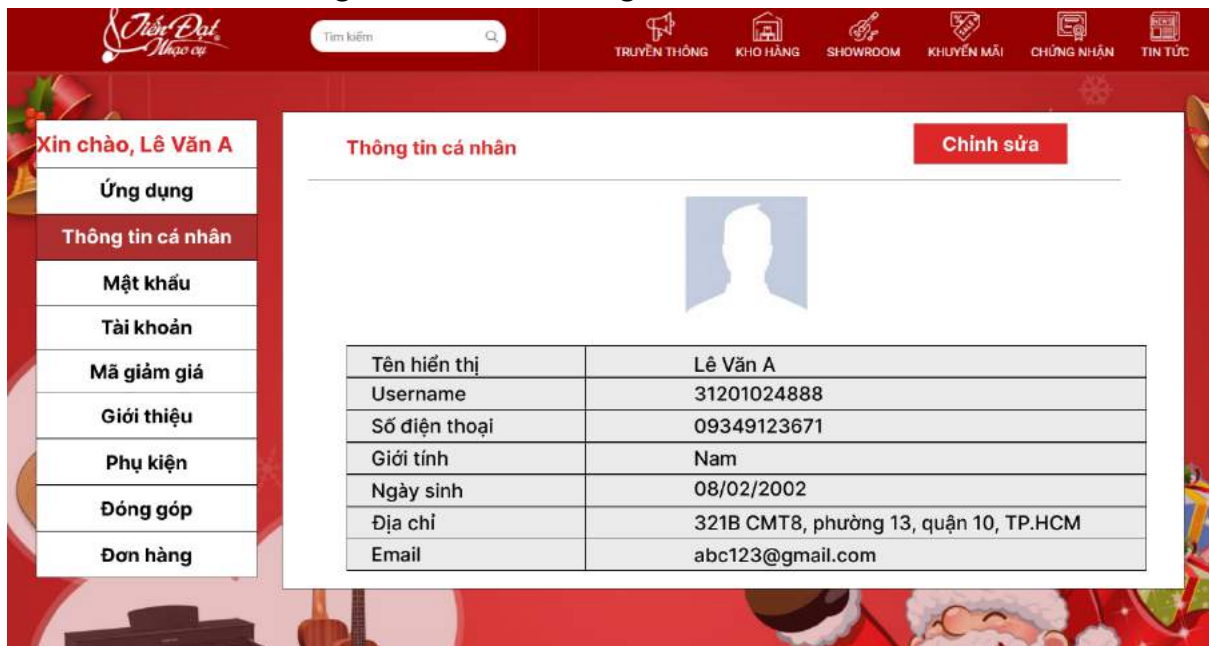 Tiến Đạt
Nhạc cụ
Tìm kiếm
TRUYỀN THÔNG
KHO HÀNG
SHOWROOM
KHUYẾN MÃI
CHỨNG NHẬN
TIN TỨC
Xin chào, Lê Văn A
Ứng dụng
Thông tin cá nhân
Mật khẩu
Tài khoản
Mã giảm giá
Giới thiệu
Phụ kiện
Đóng góp
Đơn hàng
Thông tin cá nhân
Chỉnh sửa
Tên hiển thị Lê Văn A
Username 31201024888
Số điện thoại 09349123671
Giới tính Nam
Ngày sinh 08/02/2002
Địa chỉ 321B CMT8, phường 13, quận 10, TP.HCM
Email abc123@gmail.com